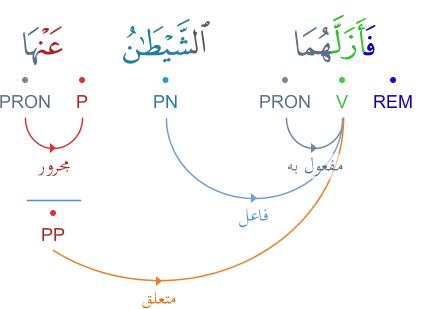 فَأَزَلَّهُمَا ٱلشَّيْطَـٰنُ عَنْهَا
REM V PRON PN P PRON
مجرور
مفعول به
فاعل
PP
متعلق